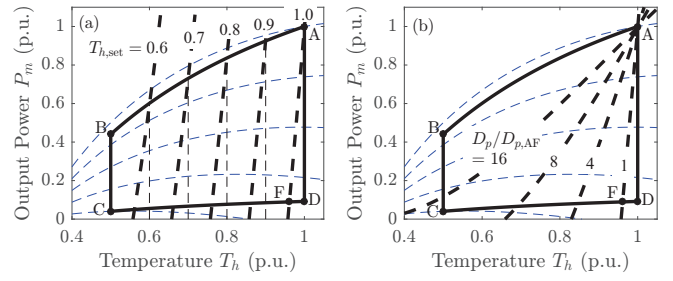 (a)
1.0
0.9
0.8
0.7
T_h,set = 0.6
A
B
C
D
F
1
0.8
0.6
0.4
0.2
0
0.4
0.6
0.8
1
Output Power P_m (p.u.)
Temperature T_h (p.u.)
(b)
A
B
C
D
F
D_p/D_p,AF
= 16
8
4
1
1
0.8
0.6
0.4
0.2
0
0.4
0.6
0.8
1
Output Power P_m (p.u.)
Temperature T_h (p.u.)